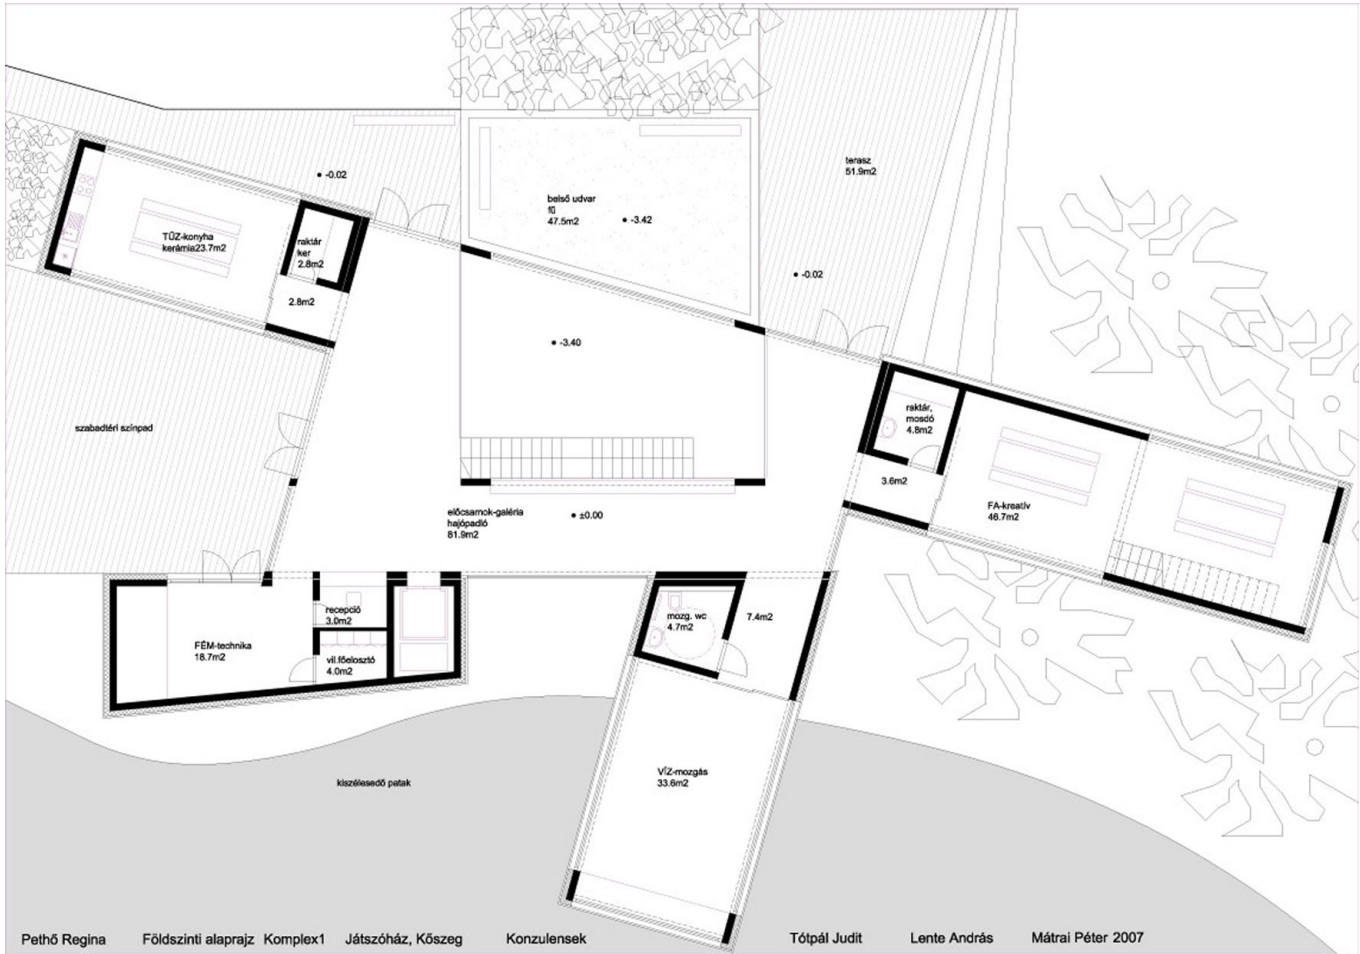 terasz
51.9m2
-0.02
belső udvar
fű
47.5m2
-3.42
TŰZ-konyha
kerámia23.7m2
raktár
ker
2.8m2
-0.02
2.8m2
-3.40
raktár,
mosdó
4.8m2
szabadtéri színpad
3.6m2
FA-kreatív
46.7m2
előcsarnok-galéria
hajópadló
81.9m2
±0.00
recepció
3.0m2
mozg. wc
4.7m2
7.4m2
FÉM-technika
18.7m2
vil.főelosztó
4.0m2
VÍZ-mozgás
33.6m2
kiszélesedő patak
Pethő Regina Földszinti alaprajz Komplex1 Játszóház, Kőszeg Konzulensek Tótpál Judit Lente András Mátrai Péter 2007